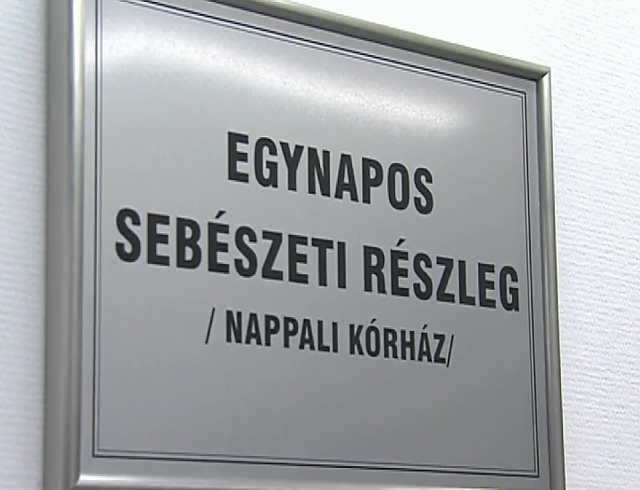 EGYNAPOS
SEBÉSZETI RÉSZLEG
/ NAPPALI KÓRHÁZ/